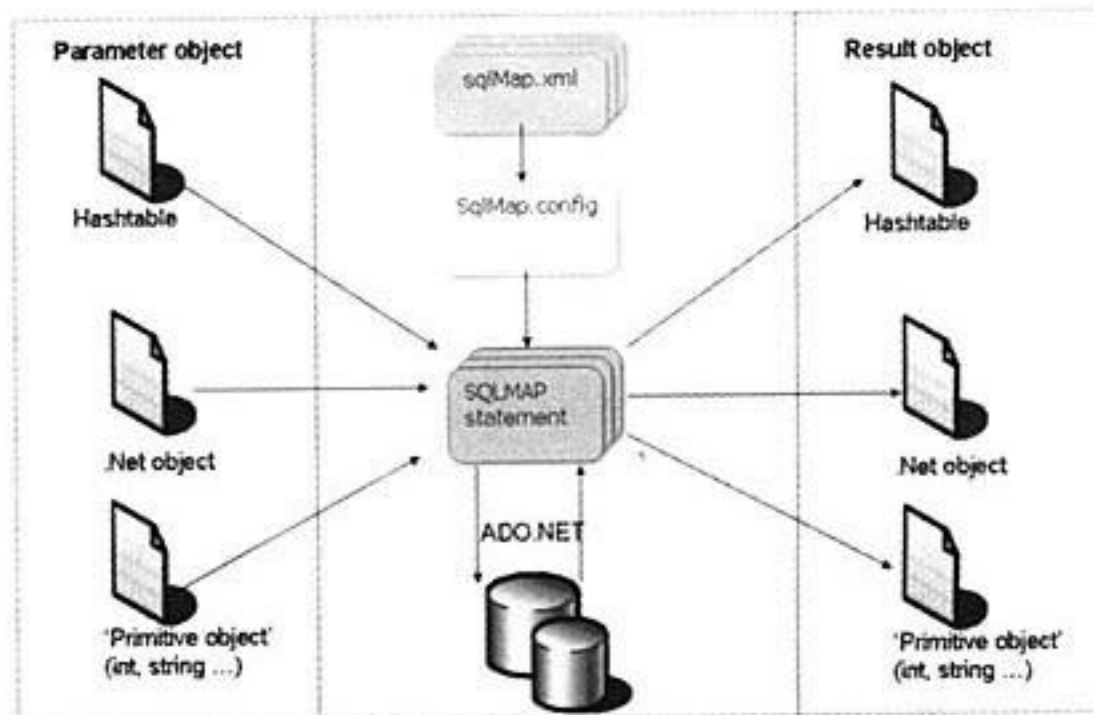 Parameter object
Hashtable
.Net object
'Primitive object'
(int, string ...)
sqlMap.xml
SqlMap.config
SQLMAP
statement
ADO.NET
Result object
Hashtable
.Net object
'Primitive object'
(int, string ...)